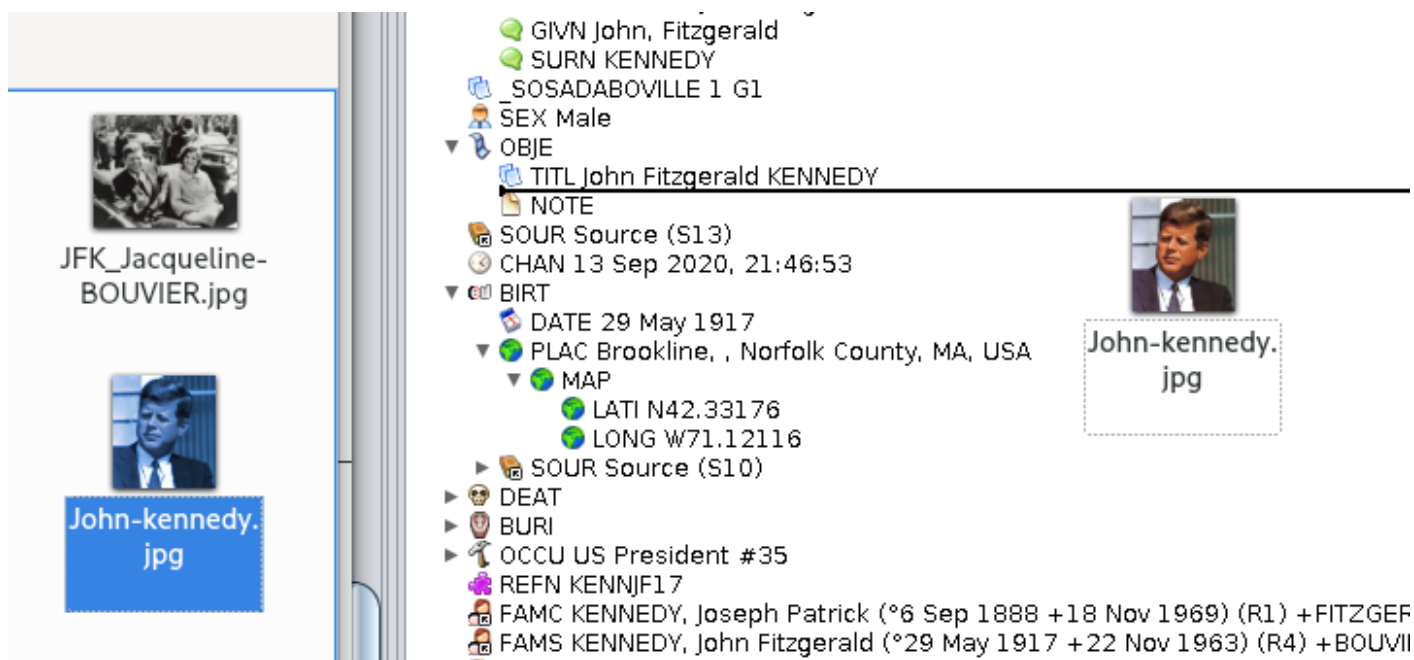 GIVN John, Fitzgerald
SURN KENNEDY
_SOSADABOVILLE 1 G1
SEX Male
OBJE
TITL John Fitzgerald KENNEDY
NOTE
SOUR Source (S13)
CHAN 13 Sep 2020, 21:46:53
BIRT
DATE 29 May 1917
PLAC Brookline, , Norfolk County, MA, USA
MAP
LATI N42.33176
LONG W71.12116
SOUR Source (S10)
DEAT
BURI
OCCU US President #35
REFN KENNJF17
FAMC KENNEDY, Joseph Patrick (°6 Sep 1888 +18 Nov 1969) (R1) +FITZGER
FAMS KENNEDY, John Fitzgerald (°29 May 1917 +22 Nov 1963) (R4) +BOUVI
JFK_Jacqueline-
BOUVIER.jpg
John-kennedy.
jpg
John-kennedy.
jpg